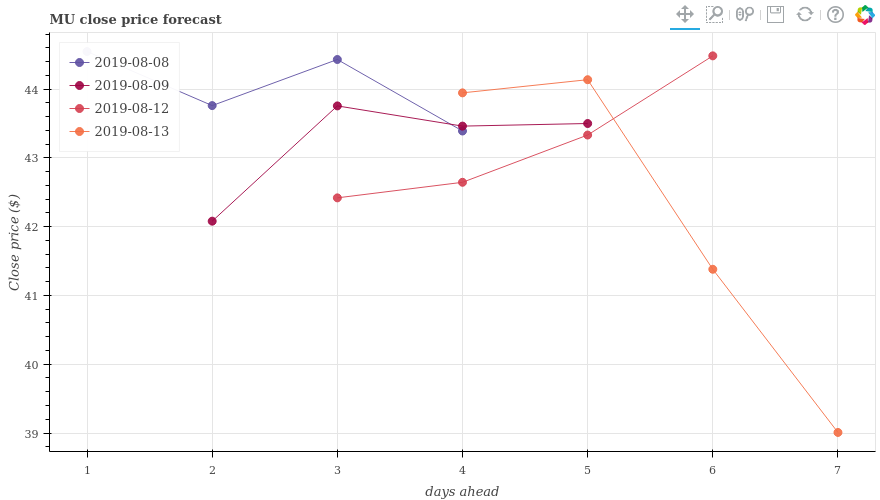 MU close price forecast
2019-08-08
2019-08-09
2019-08-12
2019-08-13
Close price ($)
44
43
42
41
40
39
1 2 3 4 5 6 7
days ahead